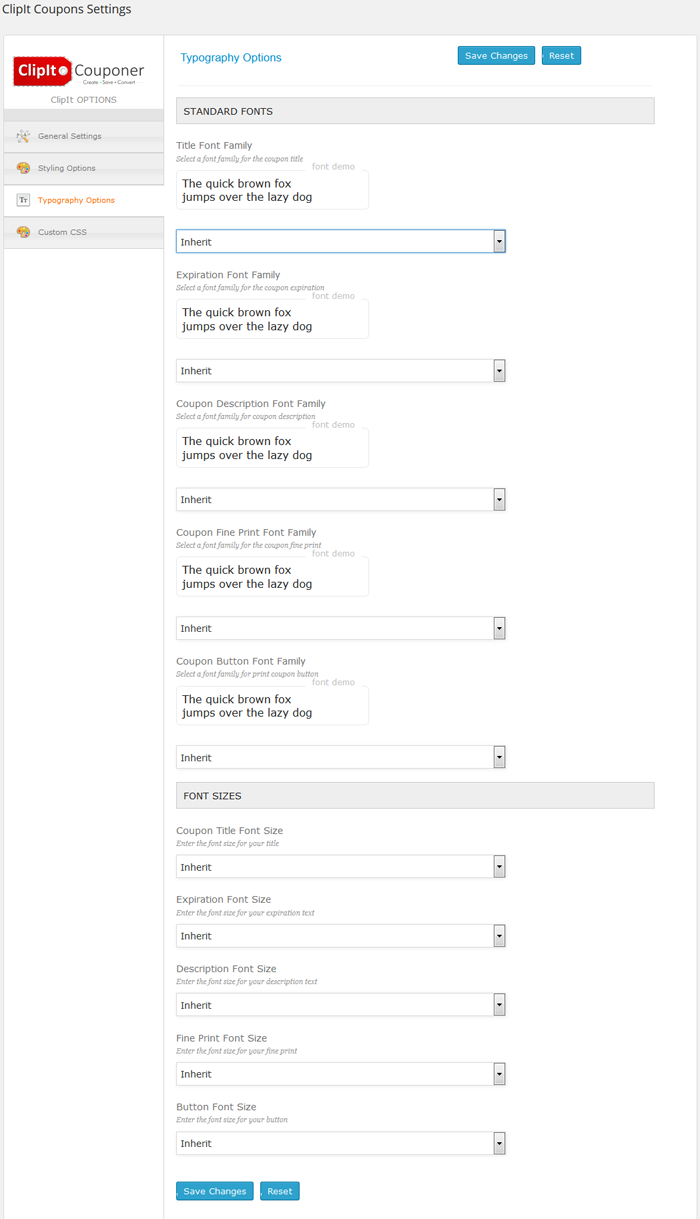 ClipIt Coupons Settings
ClipIt Couponer
Create - Save • Convert
ClipIt OPTIONS
General Settings
Styling Options
Tт Typography Options
Custom CSS
Typography Options
Save Changes Reset
STANDARD FONTS
Title Font Family
Select a font family for the coupon title
font demo
The quick brown fox
jumps over the lazy dog
Inherit
Expiration Font Family
Select a font family for the coupon expiration
font demo
The quick brown fox
jumps over the lazy dog
Inherit
Coupon Description Font Family
Select a font family for coupon description
font demo
The quick brown fox
jumps over the lazy dog
Inherit
Coupon Fine Print Font Family
Select a font family for the coupon fine print
font demo
The quick brown fox
jumps over the lazy dog
Inherit
Coupon Button Font Family
Select a font family for print coupon button
font demo
The quick brown fox
jumps over the lazy dog
Inherit
FONT SIZES
Coupon Title Font Size
Enter the font size for your title
Inherit
Expiration Font Size
Enter the font size for your expiration text
Inherit
Description Font Size
Enter the font size for your description text
Inherit
Fine Print Font Size
Enter the font size for your fine print
Inherit
Button Font Size
Enter the font size for your button
Inherit
Save Changes Reset